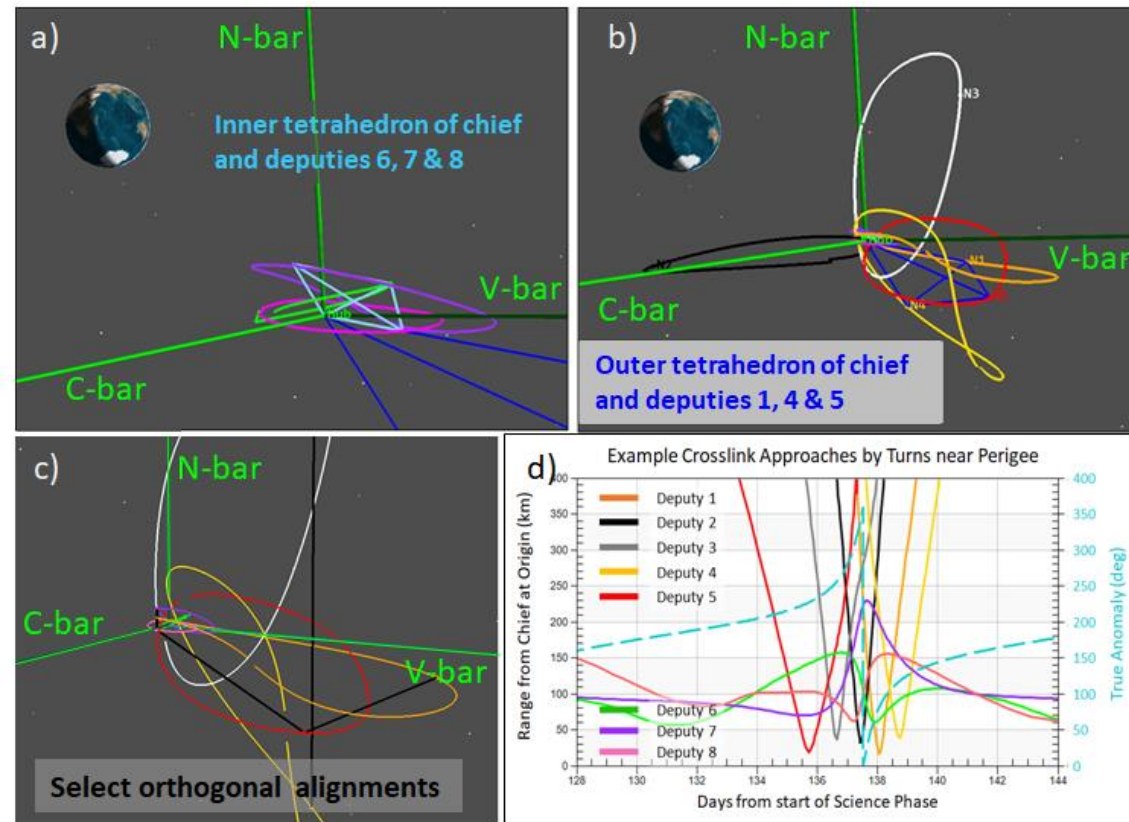 a)
N-bar
Inner tetrahedron of chief
and deputies 6, 7 & 8
V-bar
C-bar
b)
N-bar
N3
N2
N1
V-bar
N4
C-bar
Outer tetrahedron of chief
and deputies 1, 4 & 5
c)
N-bar
C-bar
V-bar
Select orthogonal alignments
d)
Example Crosslink Approaches by Turns near Perigee
Range from Chief at Origin (km)
400
350
300
250
200
150
100
50
0
Deputy 1
Deputy 2
Deputy 3
Deputy 4
Deputy 5
Deputy 6
Deputy 7
Deputy 8
400
350
300
250
200
150
100
50
0
True Anomaly (deg)
128 130 132 134 136 138 140 142 144
Days from start of Science Phase